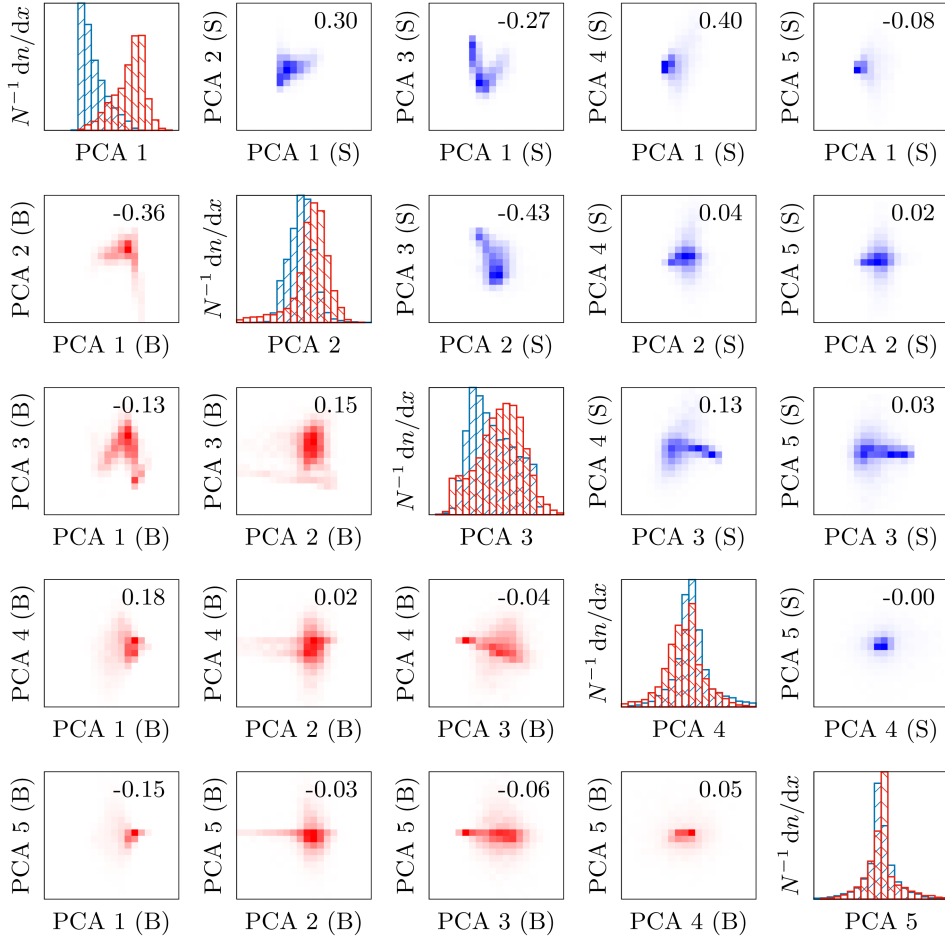 N⁻¹ dn/dx
PCA 1
PCA 2 (S)
0.30
PCA 1 (S)
PCA 3 (S)
-0.27
PCA 1 (S)
PCA 4 (S)
0.40
PCA 1 (S)
PCA 5 (S)
-0.08
PCA 1 (S)
PCA 2 (B)
-0.36
PCA 1 (B)
N⁻¹ dn/dx
PCA 2
PCA 3 (S)
-0.43
PCA 2 (S)
PCA 4 (S)
0.04
PCA 2 (S)
PCA 5 (S)
0.02
PCA 2 (S)
PCA 3 (B)
-0.13
PCA 1 (B)
PCA 3 (B)
0.15
PCA 2 (B)
N⁻¹ dn/dx
PCA 3
PCA 4 (S)
0.13
PCA 3 (S)
PCA 5 (S)
0.03
PCA 3 (S)
PCA 4 (B)
0.18
PCA 1 (B)
PCA 4 (B)
0.02
PCA 2 (B)
PCA 4 (B)
-0.04
PCA 3 (B)
N⁻¹ dn/dx
PCA 4
PCA 5 (S)
-0.00
PCA 4 (S)
PCA 5 (B)
-0.15
PCA 1 (B)
PCA 5 (B)
-0.03
PCA 2 (B)
PCA 5 (B)
-0.06
PCA 3 (B)
PCA 5 (B)
0.05
PCA 4 (B)
N⁻¹ dn/dx
PCA 5